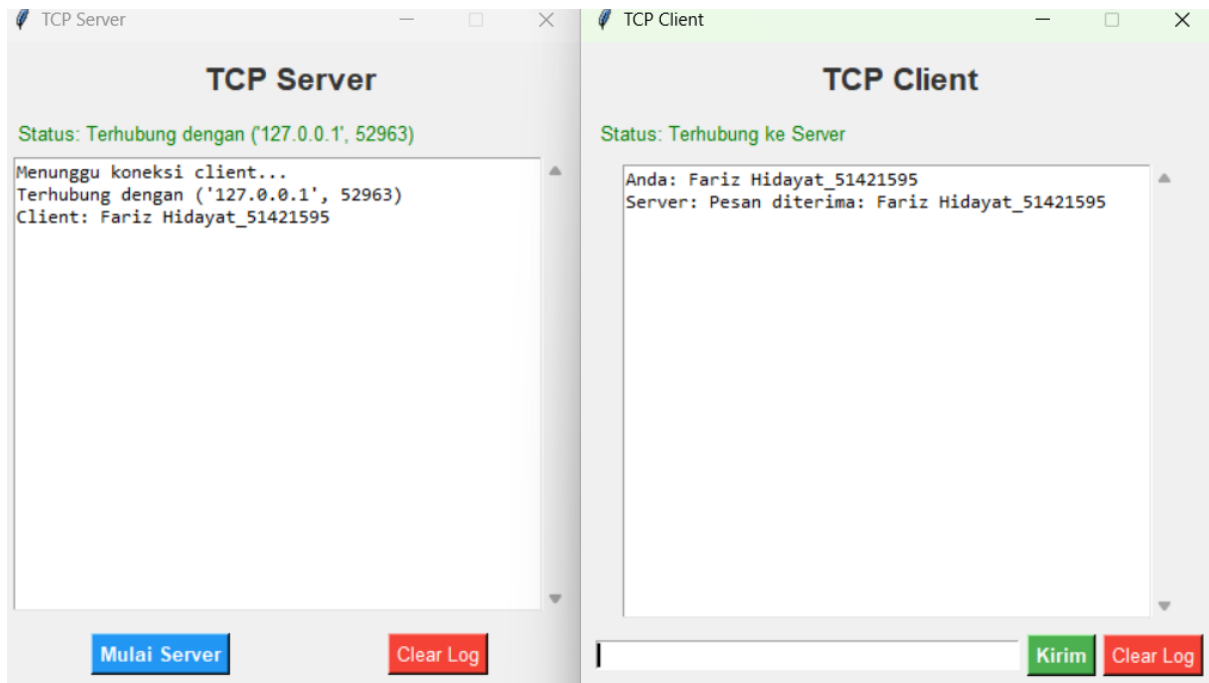 TCP Server
TCP Server
Status: Terhubung dengan ('127.0.0.1', 52963)
Menunggu koneksi client...
Terhubung dengan ('127.0.0.1', 52963)
Client: Fariz Hidayat_51421595
Mulai Server
Clear Log
TCP Client
TCP Client
Status: Terhubung ke Server
Anda: Fariz Hidayat_51421595
Server: Pesan diterima: Fariz Hidayat_51421595
Kirim
Clear Log